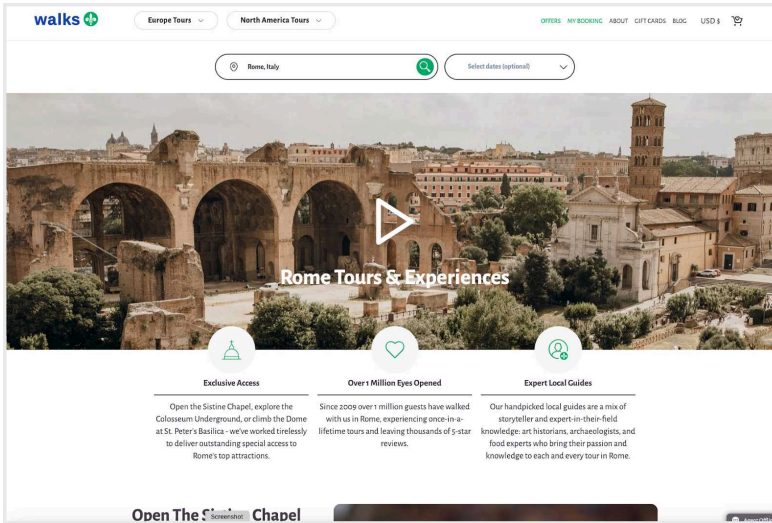 walks
Europe Tours
North America Tours
OFFERS MY BOOKING ABOUT GIFT CARDS BLOG USD $
Rome, Italy
Select dates (optional)
Rome Tours & Experiences
Exclusive Access
Open the Sistine Chapel, explore the
Colosseum Underground, or climb the Dome
at St. Peter's Basilica - we've worked tirelessly
to deliver outstanding special access to
Rome's top attractions.
Over 1 Million Eyes Opened
Since 2009 over 1 million guests have walked
with us in Rome, experiencing once-in-a-
lifetime tours and leaving thousands of 5-star
reviews.
Expert Local Guides
Our handpicked local guides are a mix of
storyteller and expert-in-their-field
knowledge: art historians, archaeologists, and
food experts who bring their passion and
knowledge to each and every tour in Rome.
Open The Chapel
Screenshot